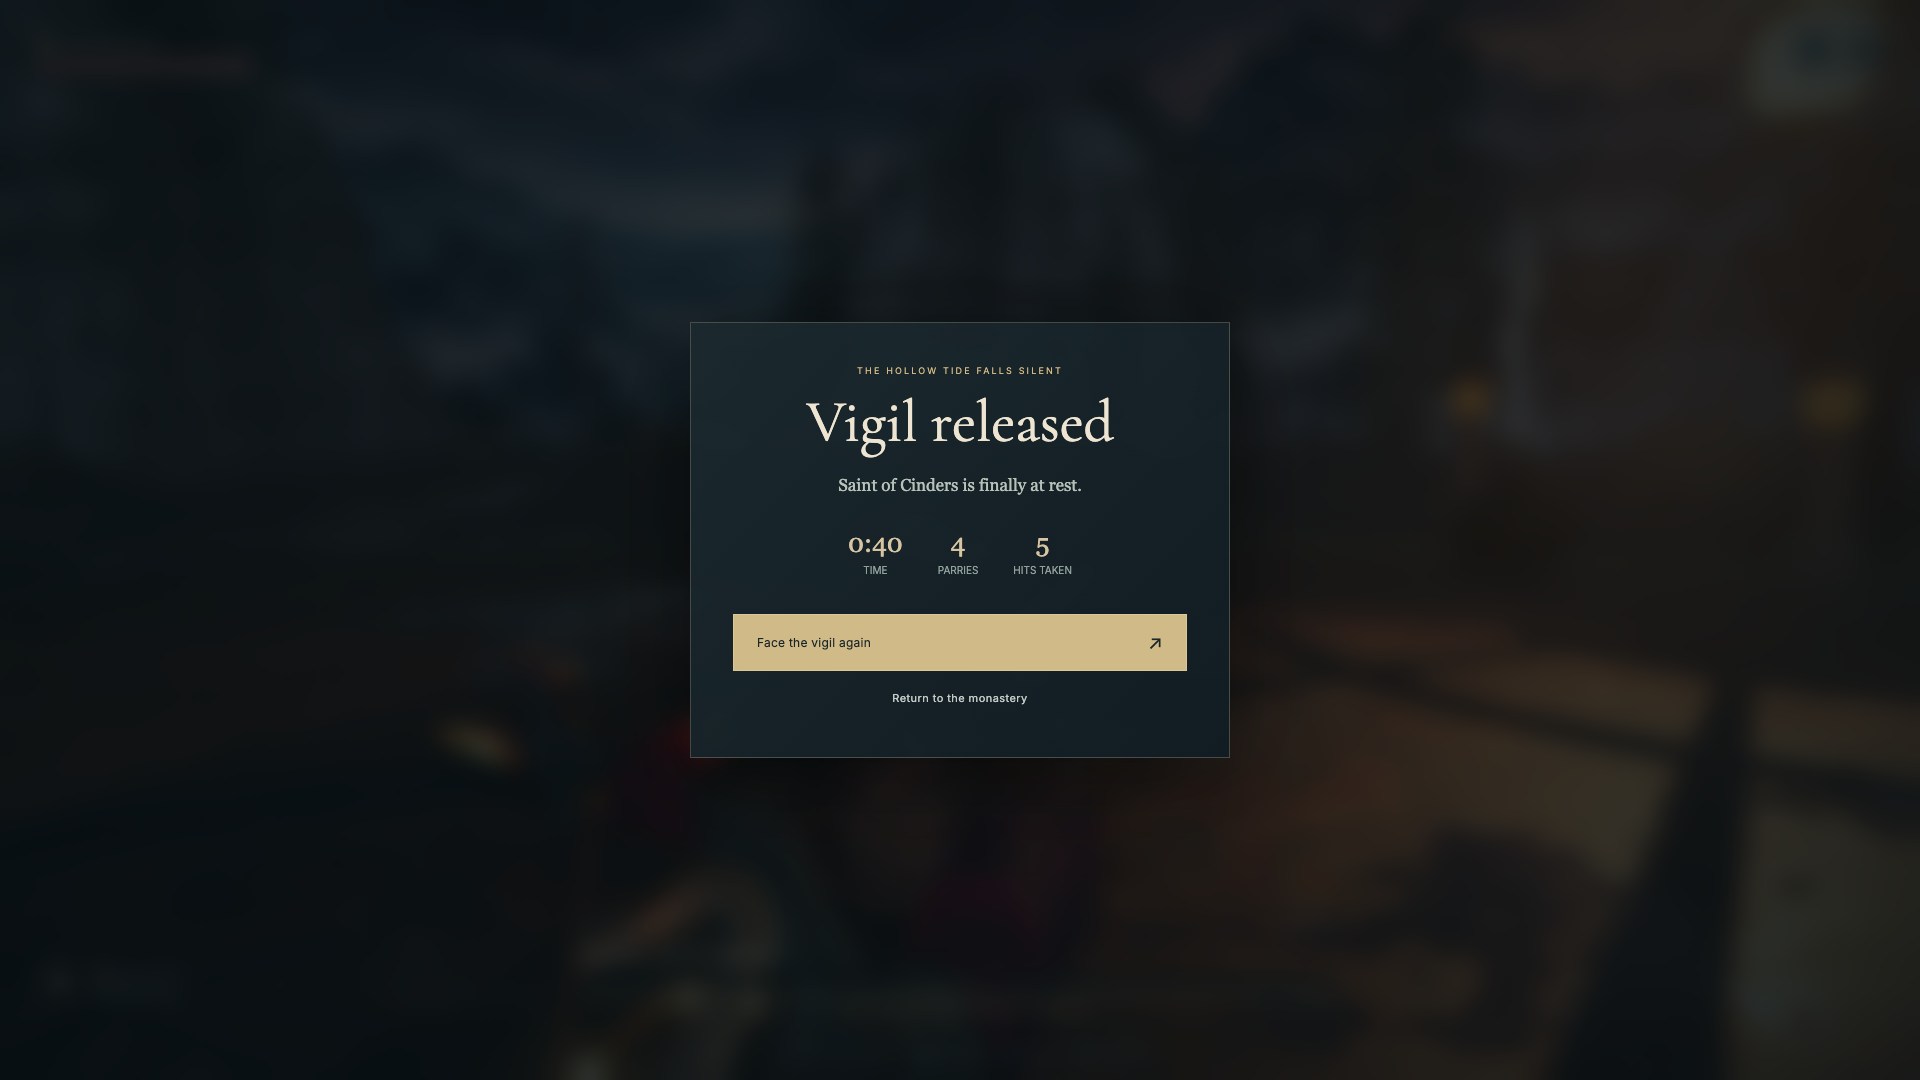 THE HOLLOW TIDE FALLS SILENT
Vigil released
Saint of Cinders is finally at rest.
0:40 4 5
TIME PARRIES HITS TAKEN
Face the vigil again
Return to the monastery